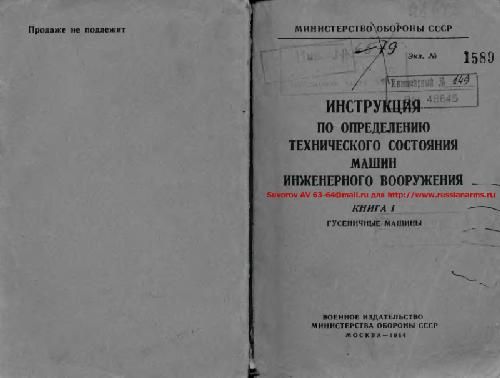 Продаже не подлежит
МИНИСТЕРСТВО ОБОРОНЫ СССР
79
Экз. № 1589
Инвентарный № 149
48645
ИНСТРУКЦИЯ
ПО ОПРЕДЕЛЕНИЮ
ТЕХНИЧЕСКОГО СОСТОЯНИЯ
МАШИН
ИНЖЕНЕРНОГО ВООРУЖЕНИЯ
Suvorov AV 63-64@mail.ru для http://www.russianarms.ru
КНИГА I
ГУСЕНИЧНЫЕ МАШИНЫ
ВОЕННОЕ ИЗДАТЕЛЬСТВО
МИНИСТЕРСТВА ОБОРОНЫ СССР
МОСКВА—1964